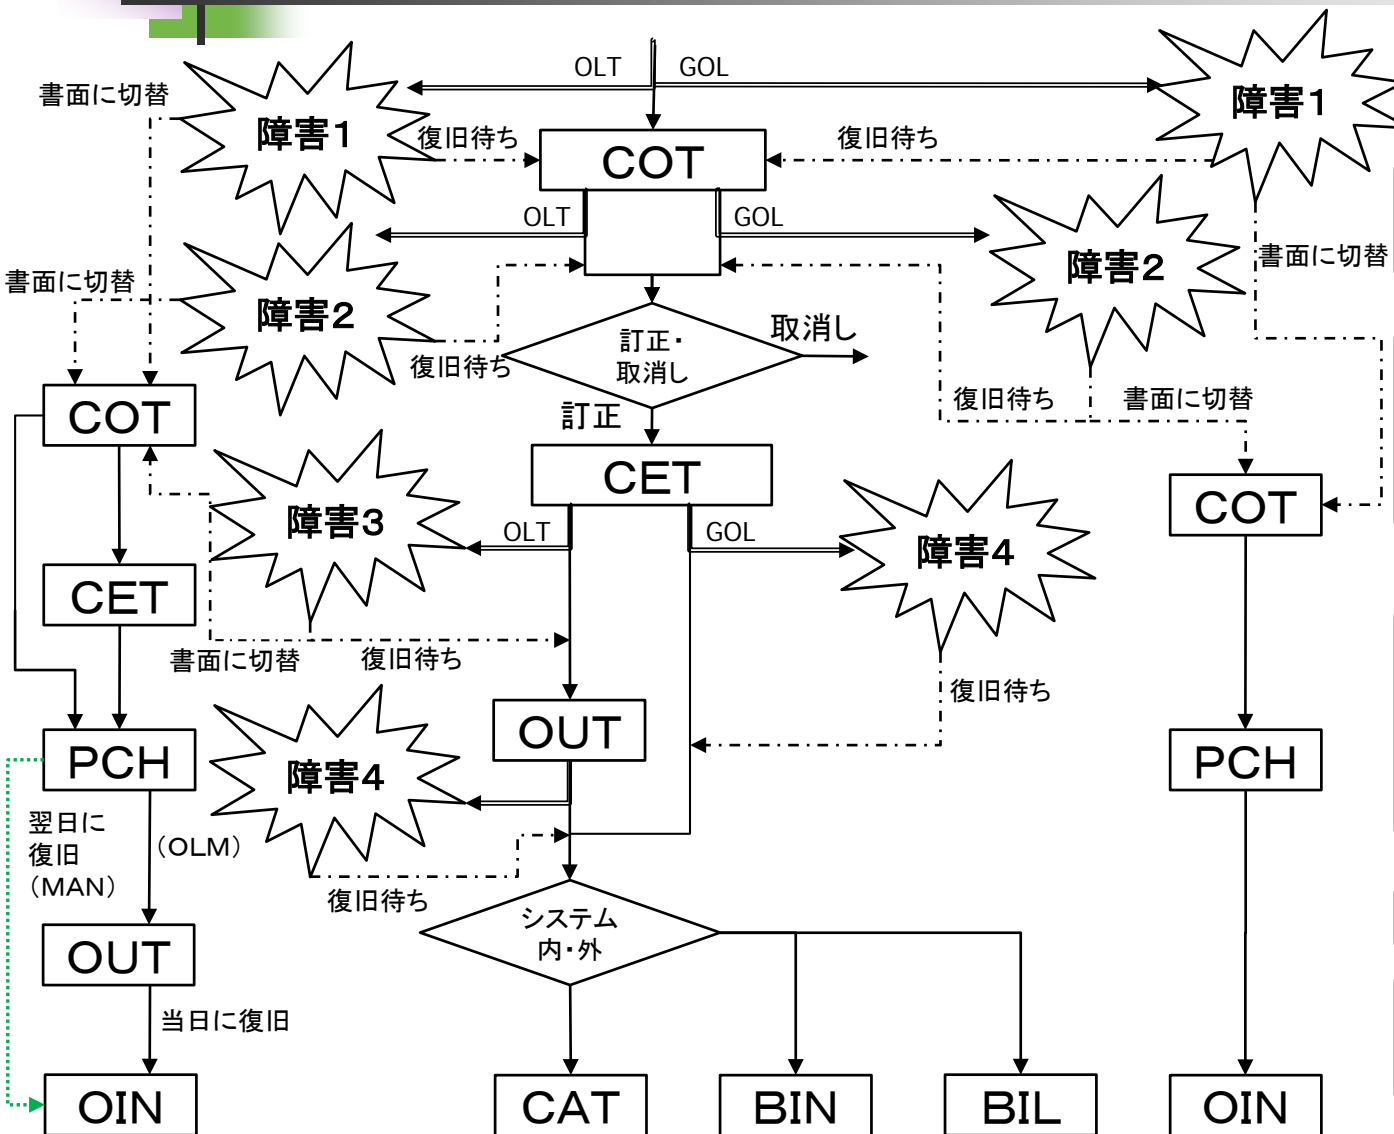 OLT
GOL
書面に切替
障害1
障害1
復旧待ち
復旧待ち
COT
OLT
GOL
書面に切替
書面に切替
障害2
障害2
復旧待ち
訂正・
取消し
取消し
復旧待ち
書面に切替
訂正
COT
CET
COT
障害3
OLT
GOL
障害4
CET
書面に切替
復旧待ち
復旧待ち
OUT
PCH
障害4
PCH
翌日に
復旧
(MAN)
(OLM)
復旧待ち
システム
内・外
OUT
当日に復旧
OIN
CAT
BIN
BIL
OIN